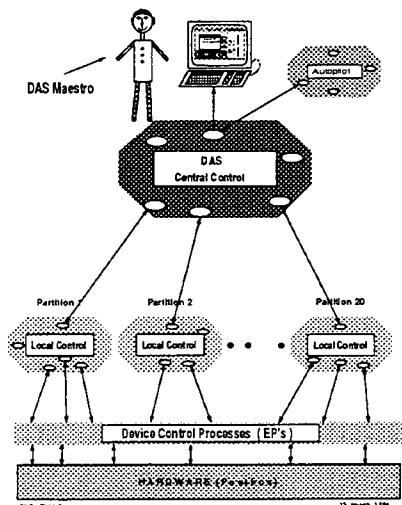 DAS Maestro
Autopilot
DAS
Central Control
Partition
Partition 2
Partition 20
Local Control
Local Control
Local Control
Device Control Processes ( EP's )
HARDWARE